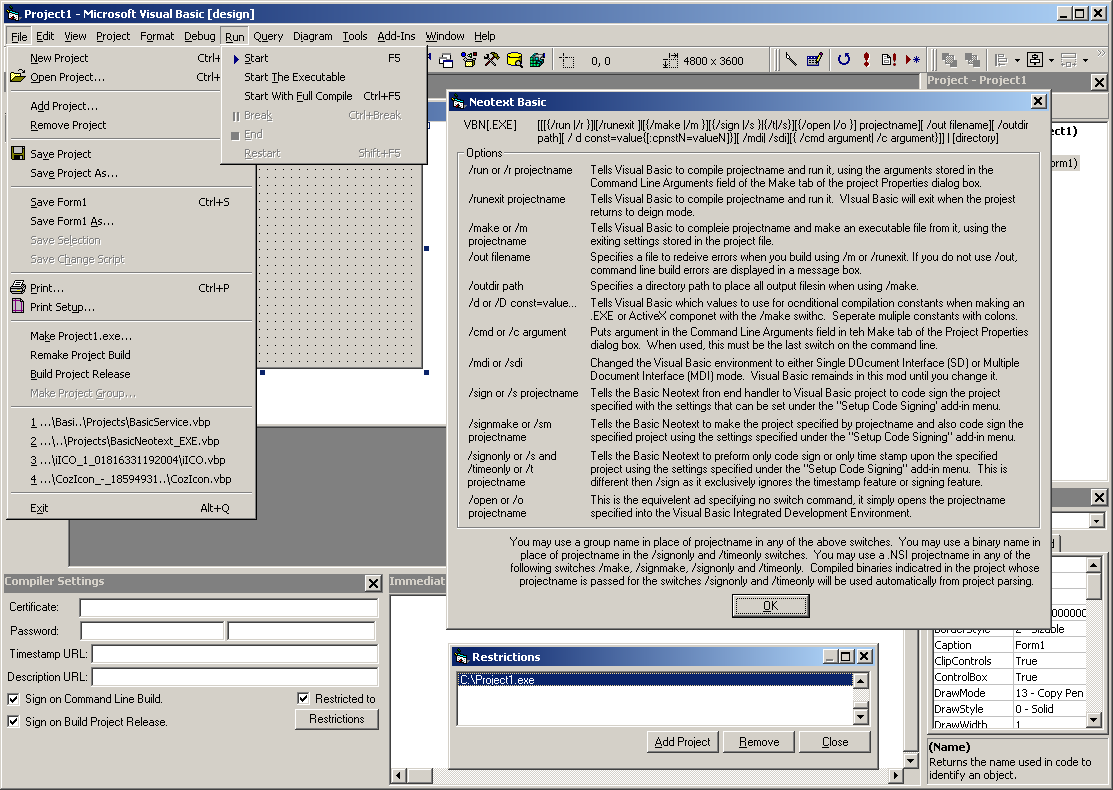 Project1 - Microsoft Visual Basic [design]
File Edit View Project Format Debug Run Query Diagram Tools Add-Ins Window Help
0, 0
4800 x 3600
New Project Ctrl+
Open Project... Ctrl+
Add Project...
Remove Project
Save Project
Save Project As...
Save Form1 Ctrl+S
Save Form1 As...
Save Selection
Save Change Script
Print... Ctrl+P
Print Setup...
Make Project1.exe...
Remake Project Build
Build Project Release
Make Project Group...
1 ...\Basi..\Projects\BasicService.vbp
2 ...\..\Projects\BasicNeotext_EXE.vbp
3 ...\iICO_1_01816331192004\iICO.vbp
4 ...\CozIcon_-_18594931..\CozIcon.vbp
Exit Alt+Q
Start F5
Start The Executable
Start With Full Compile Ctrl+F5
Break Ctrl+Break
End
Restart Shift+F5
Project - Project1
ject1)
orm1)
Neotext Basic
VBN[.EXE] [[[{/run |/r }][/runexit ][{/make |/m }][{/sign |/s }|{/t|/s}][{/open |/o }] projectname][ /out filename][ /outdir
path][ / d const=value{[:cpnstN=valueN]}][ /mdi| /sdi][{ /cmd argument| /c argument}]] | [directory]
Options
/run or /r projectname Tells Visual Basic to compile projectname and run it, using the arguments stored in the
Command Line Arguments field of the Make tab of the project Properties dialog box.
/runexit projectname Tells Visual Basic to compile projectname and run it. VIsual Basic will exit when the projest
returns to deign mode.
/make or /m Tells Visual Basic to compleie projectname and make an executable file from it, using the
projectname exiting settings stored in the project file.
/out filename Specifies a file to redeive errors when you build using /m or /runexit. If you do not use /out,
command line build errors are displayed in a message box.
/outdir path Specifies a directory path to place all output filesin when using /make.
/d or /D const=value... Tells Visual Basic which values to use for ocnditional compilation constants when making an
.EXE or ActiveX componet with the /make swithc. Seperate muliple constants with colons.
/cmd or /c argument Puts argument in the Command Line Arguments field in teh Make tab of the Project Properties
dialog box. When used, this must be the last switch on the command line.
/mdi or /sdi Changed the Visual Basic environment to either Single DOcument Interface (SD) or Multiple
Document Interface (MDI) mode. Visual Basic remainds in this mod until you change it.
/sign or /s projectname Tells the Basic Neotext fron end handler to Visual Basic project to code sign the project
specified with the settings that can be set under the "Setup Code Signing' add-in menu.
/signmake or /sm Tells the Basic Neotext to make the project specified by projectname and also code sign the
projectname specified project using the settings specified under the "Setup Code Signing" add-in menu.
/signonly or /s and Tells the Basic Neotext to preform only code sign or only time stamp upon the specified
/timeonly or /t project using the settings specified under the "Setup Code Signing" add-in menu. This is
projectname different then /sign as it exclusively ignores the timestamp feature or signing feature.
/open or /o This is the equivelent ad specifying no switch command, it simply opens the projectname
projectname specified into the Visual Basic Integrated Development Environment.
You may use a group name in place of projectname in any of the above switches. You may use a binary name in
place of projectname in the /signonly and /timeonly switches. You may use a .NSI projectname in any of the
following switches /make, /signmake, /signonly and /timeonly. Compiled binaries indicatred in the project whose
projectname is passed for the switches /signonly and /timeonly will be used automatically from project parsing.
OK
Compiler Settings
Certificate:
Password:
Timestamp URL:
Description URL:
Sign on Command Line Build. Restricted to
Sign on Build Project Release. Restrictions
Immediat
Restrictions
C:\Project1.exe
Add Project Remove Close
BorderStyle 2 - Sizable
Caption Form1
ClipControls True
ControlBox True
DrawMode 13 - Copy Pen
DrawStyle 0 - Solid
DrawWidth 1
(Name)
Returns the name used in code to
identify an object.